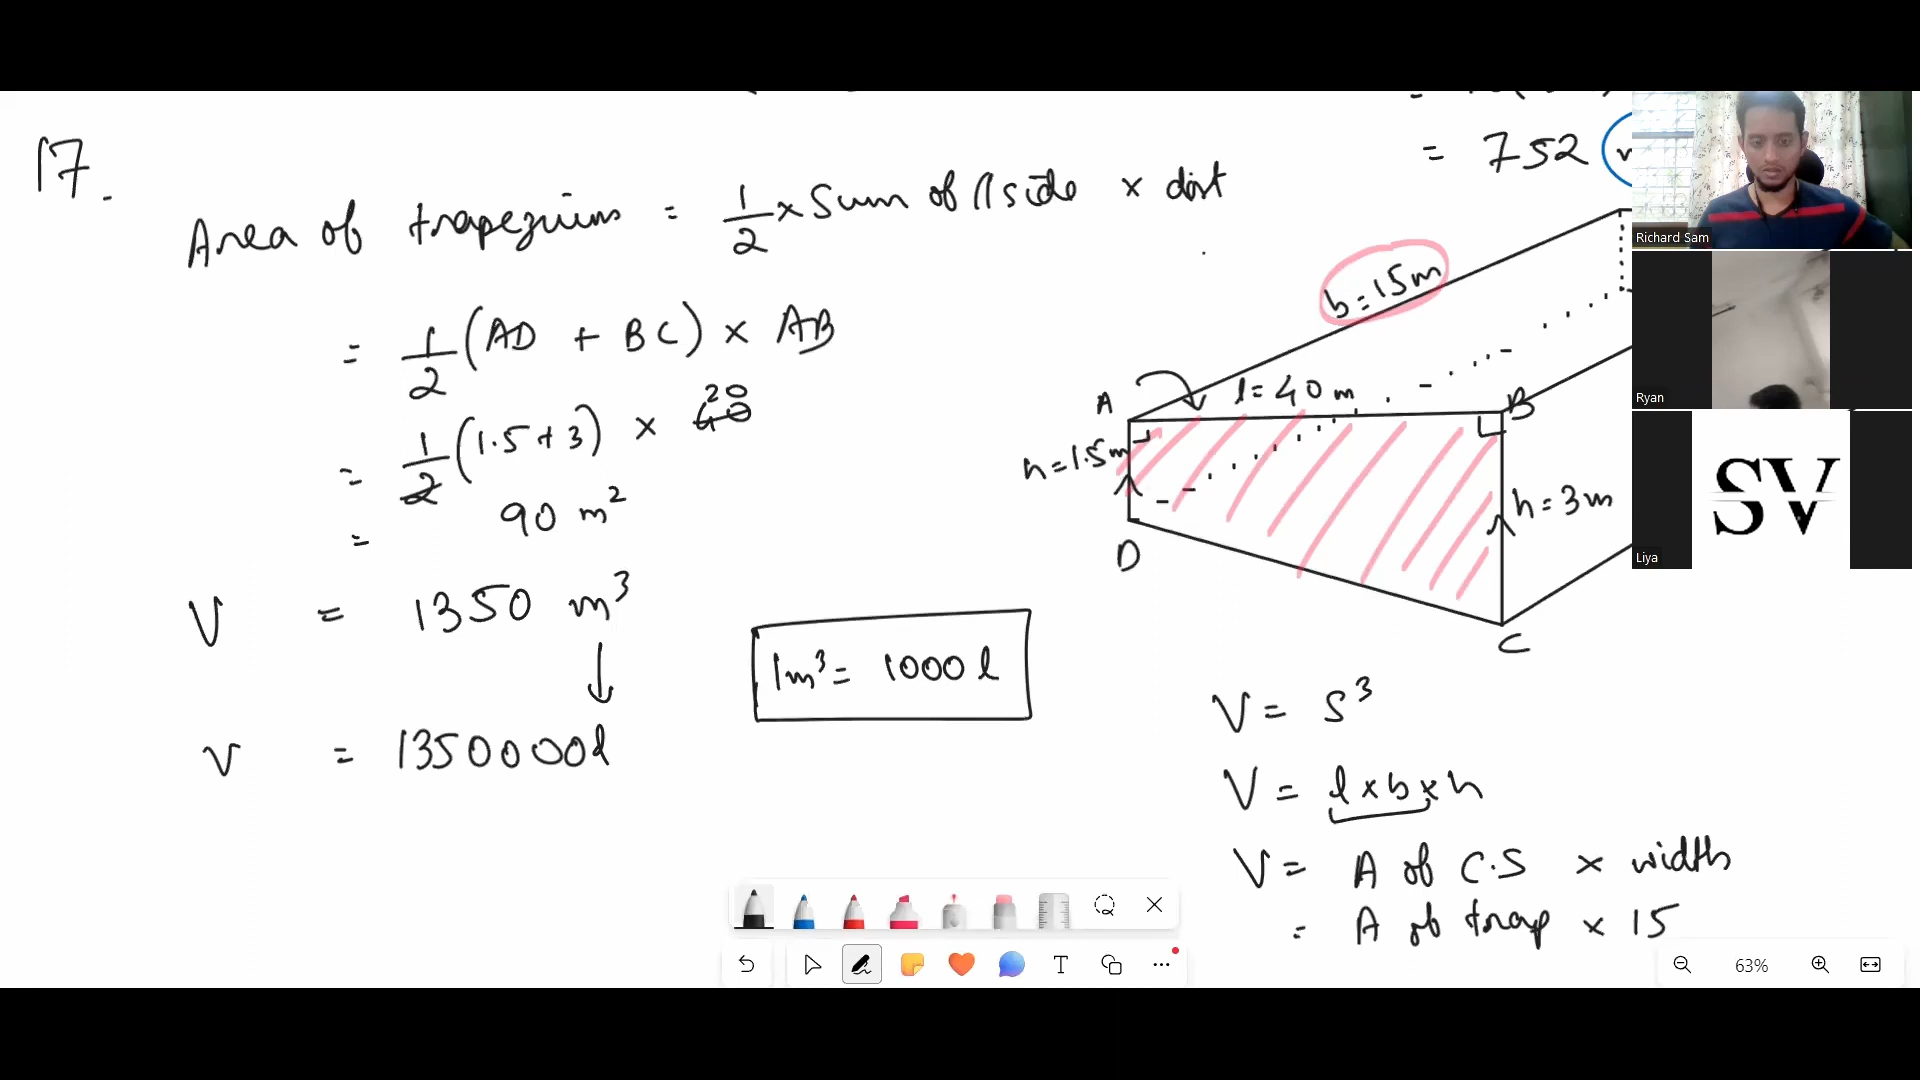 17.
Area of trapezium = 1/2 × Sum of // side × dist
= 1/2 (AD + BC) × AB
= 1/2 (1.5+3) × 40 20
= 90 m²
V = 1350 m³
↓
V = 1350000l
1m³ = 1000 l
= 752
b=15m
A
l=40m
B
h=1.5m
h=3m
D
C
V = s³
V = l×b×h
V = A of C.S × width
= A of trap × 15
Richard Sam
Ryan
SV
Liya
T
63%